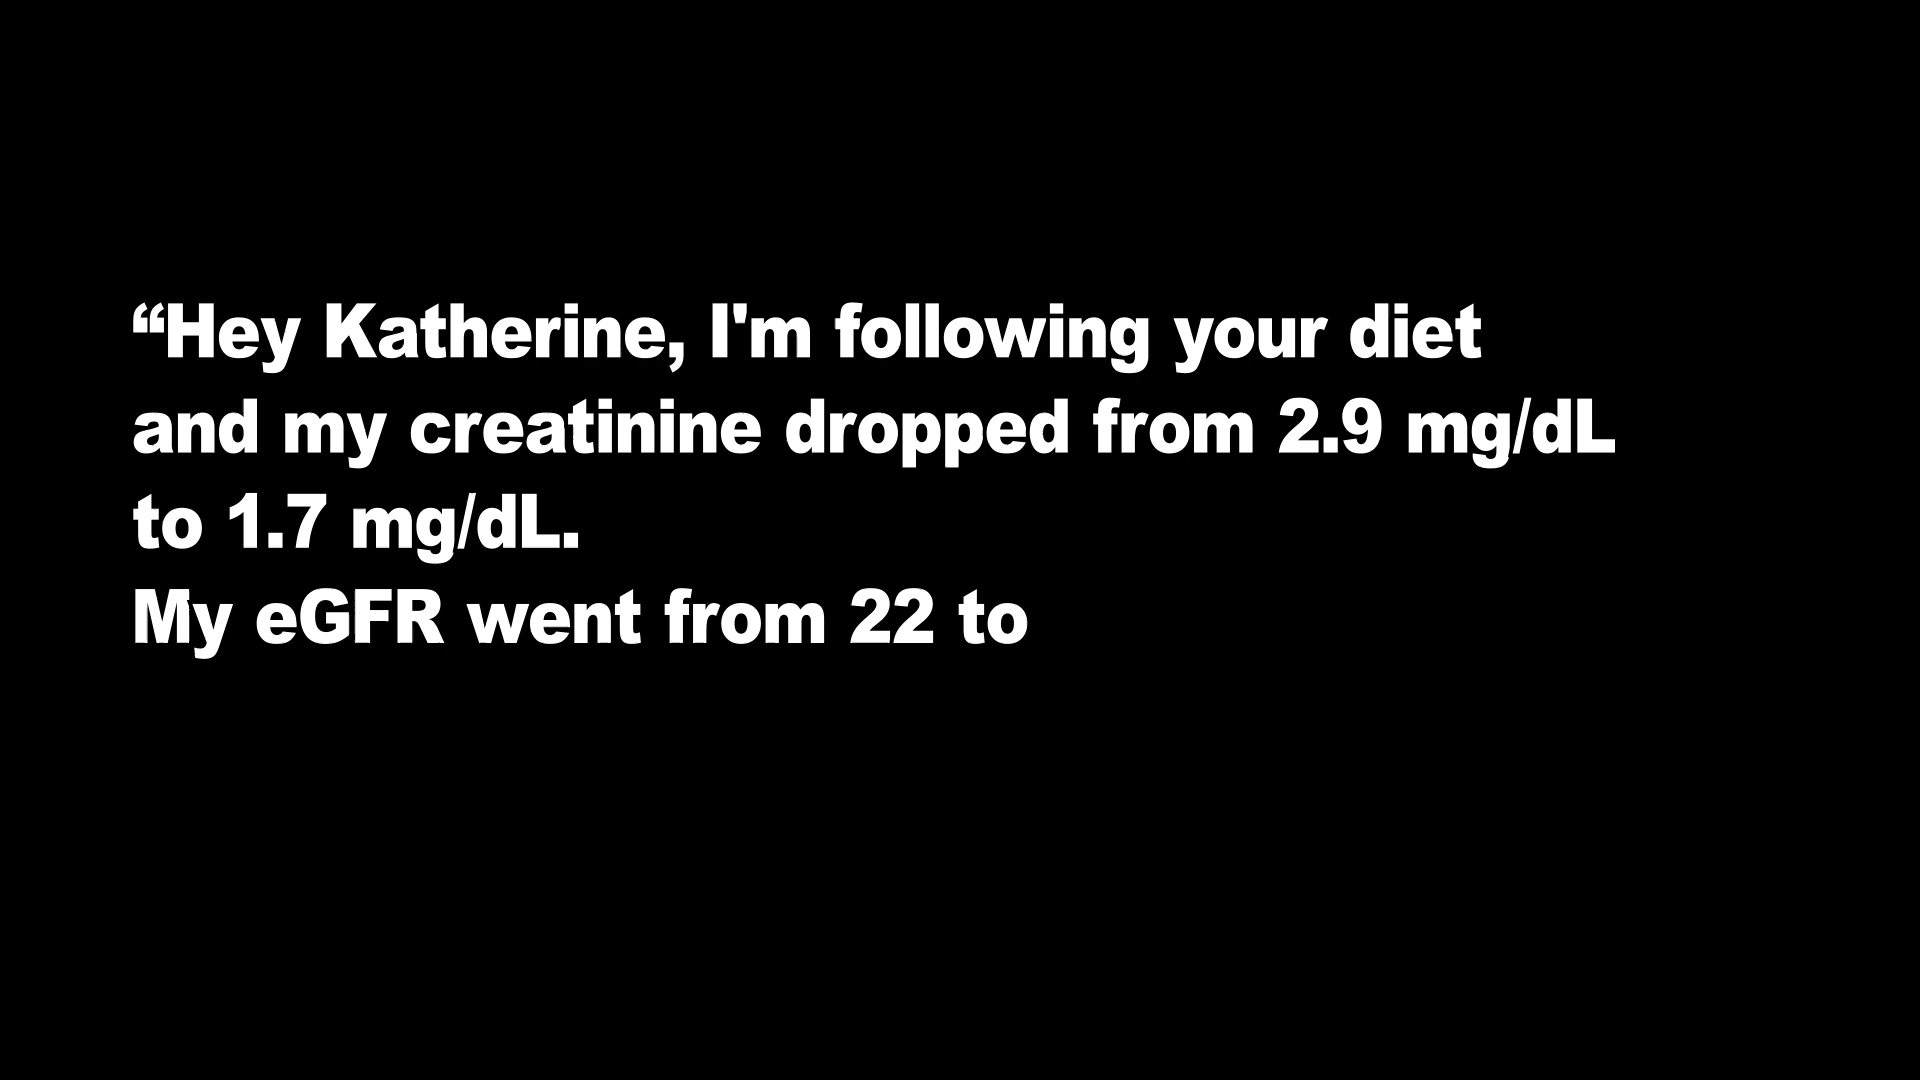 “Hey Katherine, I'm following your diet
and my creatinine dropped from 2.9 mg/dL
to 1.7 mg/dL.
My eGFR went from 22 to